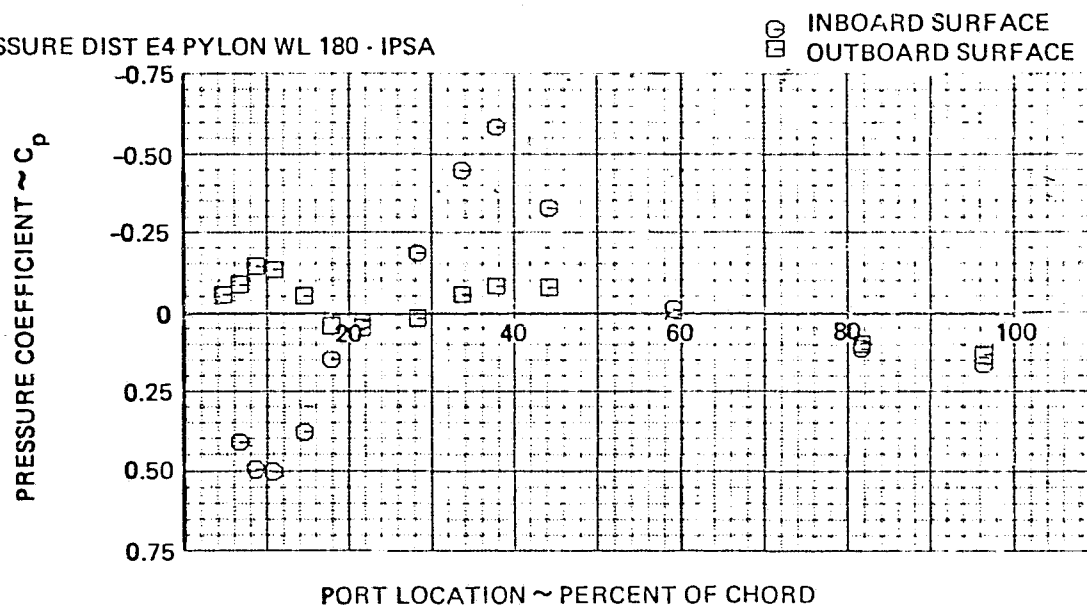 SSURE DIST E4 PYLON WL 180 - IPSA
INBOARD SURFACE
OUTBOARD SURFACE
PRESSURE COEFFICIENT ~ Cp
-0.75
-0.50
-0.25
0
0.25
0.50
0.75
20
40
60
80
100
PORT LOCATION ~ PERCENT OF CHORD